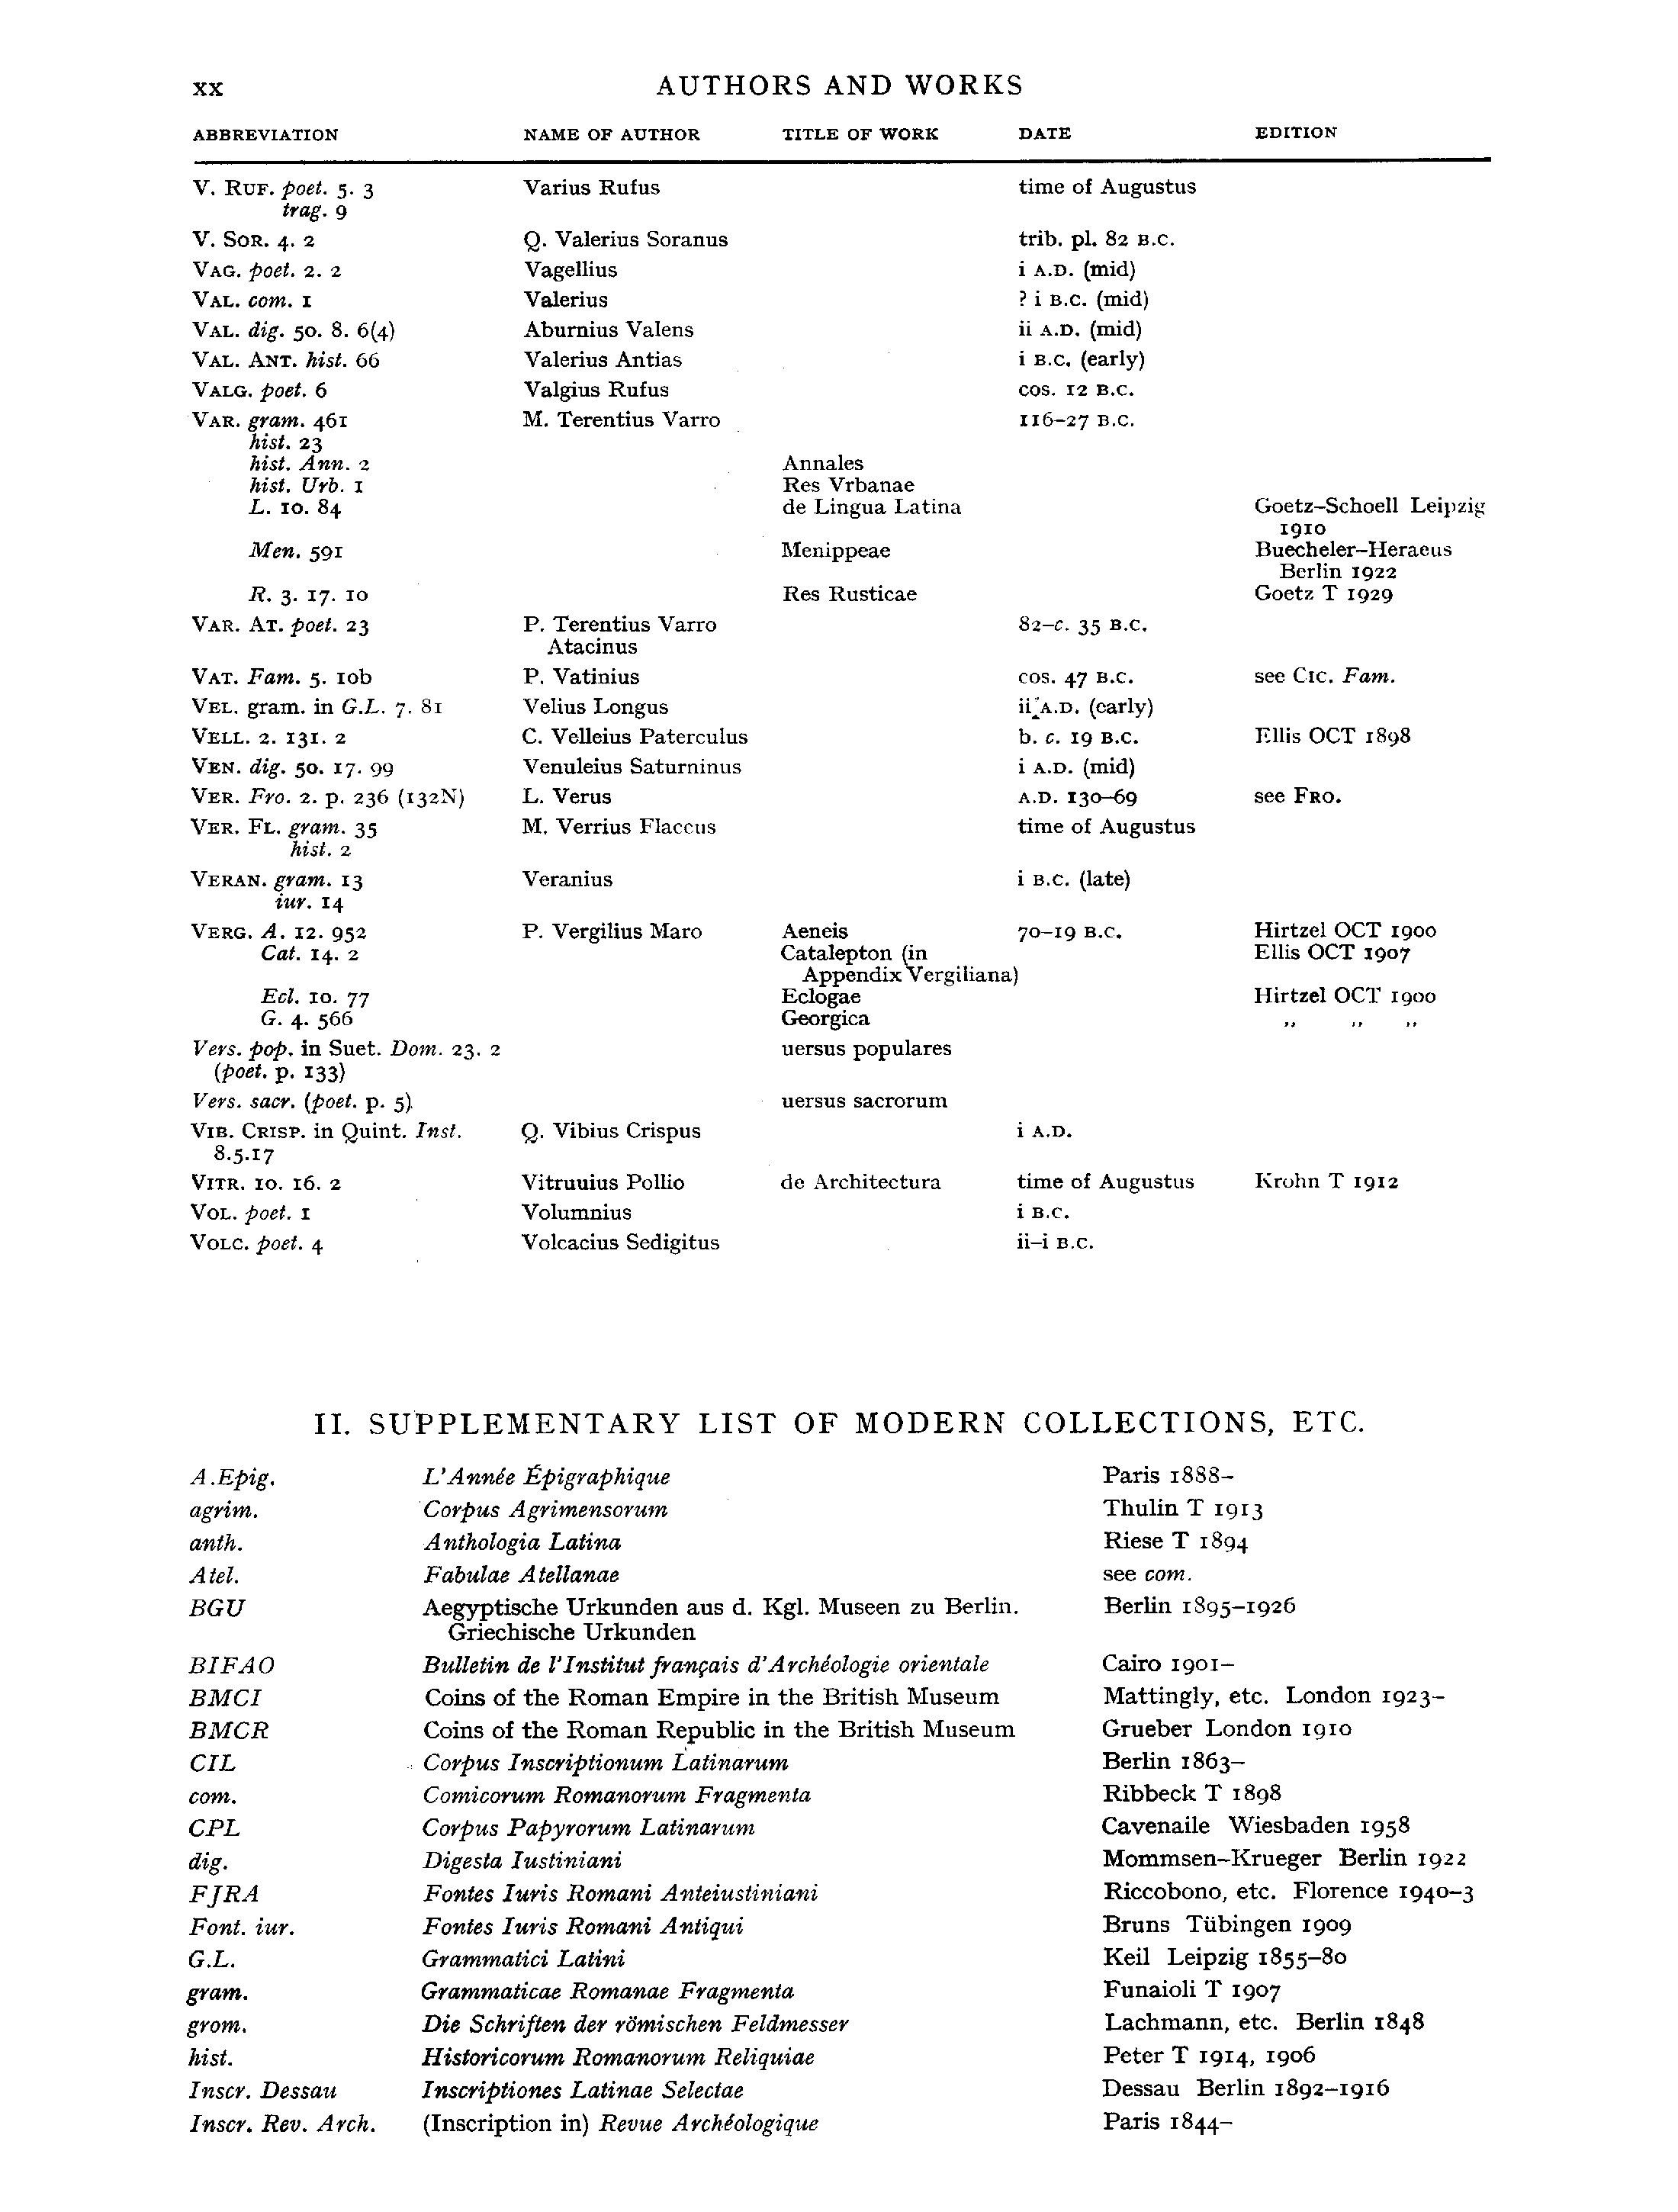 xx AUTHORS AND WORKS
ABBREVIATION NAME OF AUTHOR TITLE OF WORK DATE EDITION
V. RUF. poet. 5. 3 Varius Rufus time of Augustus
trag. 9
V. SOR. 4. 2 Q. Valerius Soranus trib. pl. 82 B.C.
VAG. poet. 2. 2 Vagellius i A.D. (mid)
VAL. com. 1 Valerius ? i B.C. (mid)
VAL. dig. 50. 8. 6(4) Aburnius Valens ii A.D. (mid)
VAL. ANT. hist. 66 Valerius Antias i B.C. (early)
VALG. poet. 6 Valgius Rufus cos. 12 B.C.
VAR. gram. 461 M. Terentius Varro 116–27 B.C.
hist. 23
hist. Ann. 2 Annales
hist. Urb. 1 Res Vrbanae
L. 10. 84 de Lingua Latina Goetz–Schoell Leipzig
1910
Men. 591 Menippeae Buecheler–Heraeus
Berlin 1922
R. 3. 17. 10 Res Rusticae Goetz T 1929
VAR. AT. poet. 23 P. Terentius Varro 82–c. 35 B.C.
Atacinus
VAT. Fam. 5. 10b P. Vatinius cos. 47 B.C. see CIC. Fam.
VEL. gram. in G.L. 7. 81 Velius Longus ii A.D. (early)
VELL. 2. 131. 2 C. Velleius Paterculus b. c. 19 B.C. Ellis OCT 1898
VEN. dig. 50. 17. 99 Venuleius Saturninus i A.D. (mid)
VER. Fro. 2. p. 236 (132N) L. Verus A.D. 130–69 see FRO.
VER. FL. gram. 35 M. Verrius Flaccus time of Augustus
hist. 2
VERAN. gram. 13 Veranius i B.C. (late)
iur. 14
VERG. A. 12. 952 P. Vergilius Maro Aeneis 70–19 B.C. Hirtzel OCT 1900
Cat. 14. 2 Catalepton (in Ellis OCT 1907
Appendix Vergiliana)
Ecl. 10. 77 Eclogae Hirtzel OCT 1900
G. 4. 566 Georgica ,, ,, ,,
Vers. pop. in Suet. Dom. 23. 2 uersus populares
(poet. p. 133)
Vers. sacr. (poet. p. 5) uersus sacrorum
VIB. CRISP. in Quint. Inst. Q. Vibius Crispus i A.D.
8.5.17
VITR. 10. 16. 2 Vitruuius Pollio de Architectura time of Augustus Krohn T 1912
VOL. poet. 1 Volumnius i B.C.
VOLC. poet. 4 Volcacius Sedigitus ii–i B.C.
II. SUPPLEMENTARY LIST OF MODERN COLLECTIONS, ETC.
A.Epig. L'Année Épigraphique Paris 1888–
agrim. Corpus Agrimensorum Thulin T 1913
anth. Anthologia Latina Riese T 1894
Atel. Fabulae Atellanae see com.
BGU Aegyptische Urkunden aus d. Kgl. Museen zu Berlin. Berlin 1895–1926
Griechische Urkunden
BIFAO Bulletin de l'Institut français d'Archéologie orientale Cairo 1901–
BMCI Coins of the Roman Empire in the British Museum Mattingly, etc. London 1923–
BMCR Coins of the Roman Republic in the British Museum Grueber London 1910
CIL Corpus Inscriptionum Latinarum Berlin 1863–
com. Comicorum Romanorum Fragmenta Ribbeck T 1898
CPL Corpus Papyrorum Latinarum Cavenaile Wiesbaden 1958
dig. Digesta Iustiniani Mommsen–Krueger Berlin 1922
FJRA Fontes Iuris Romani Anteiustiniani Riccobono, etc. Florence 1940–3
Font. iur. Fontes Iuris Romani Antiqui Bruns Tübingen 1909
G.L. Grammatici Latini Keil Leipzig 1855–80
gram. Grammaticae Romanae Fragmenta Funaioli T 1907
grom. Die Schriften der römischen Feldmesser Lachmann, etc. Berlin 1848
hist. Historicorum Romanorum Reliquiae Peter T 1914, 1906
Inscr. Dessau Inscriptiones Latinae Selectae Dessau Berlin 1892–1916
Inscr. Rev. Arch. (Inscription in) Revue Archéologique Paris 1844–